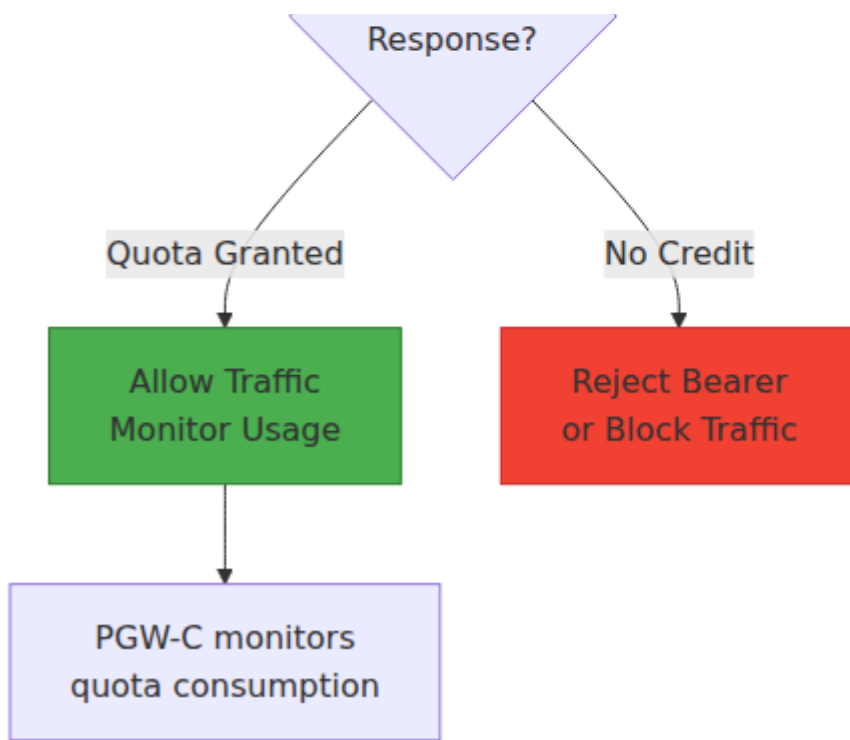 Response?
Quota Granted
No Credit
Allow Traffic
Monitor Usage
Reject Bearer
or Block Traffic
PGW-C monitors
quota consumption